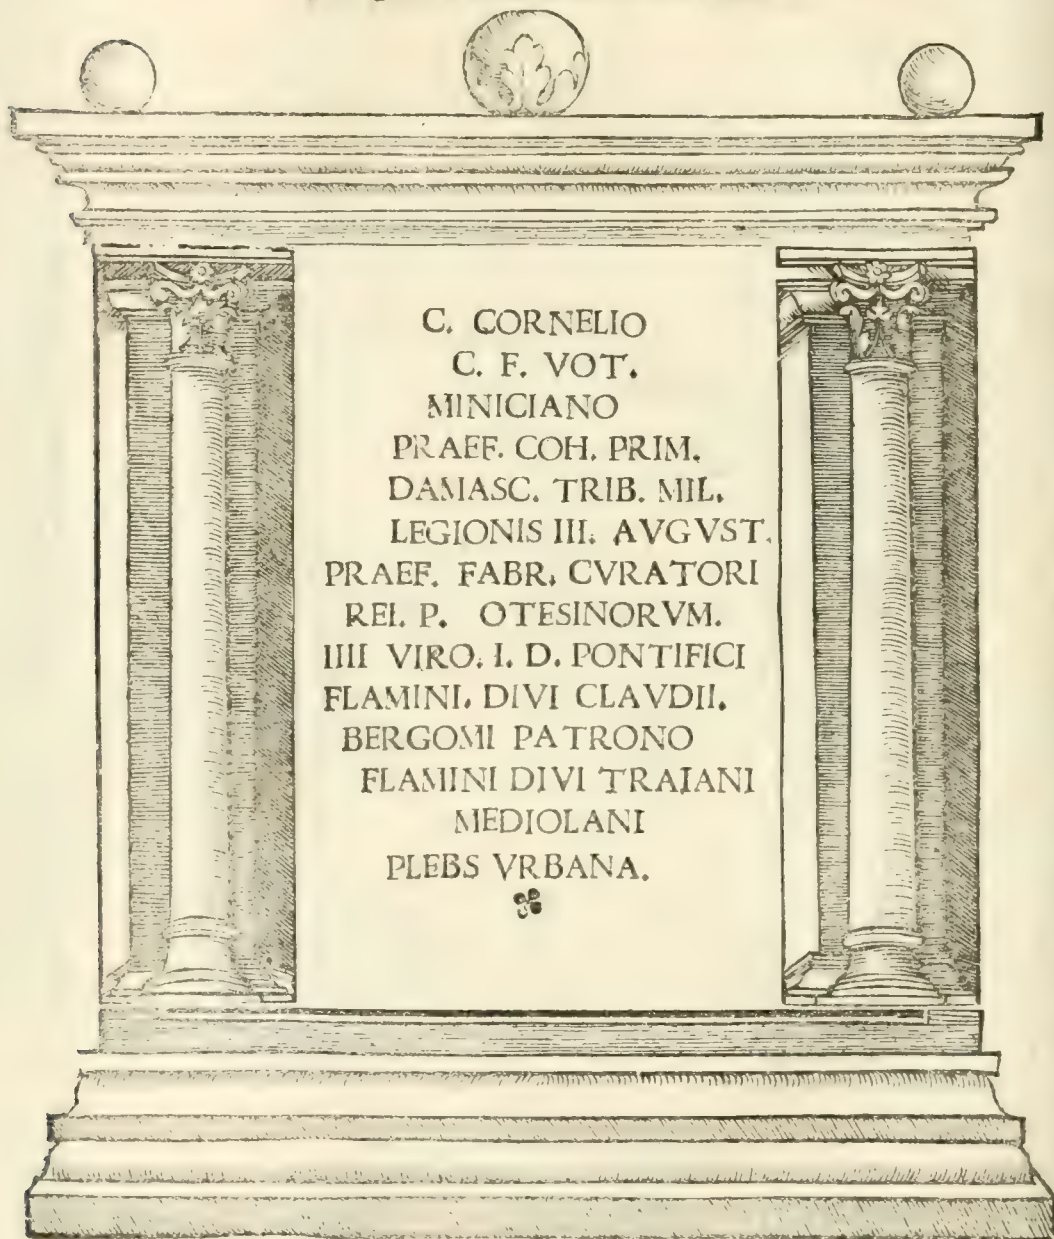 C. CORNELIO
C. F. VOT.
MINICIANO
PRAEF. COH. PRIM.
DAMASC. TRIB. MIL.
LEGIONIS III. AVGVST.
PRAEF. FABR. CVRATORI
REI. P. OTESINORVM.
IIII VIRO. I. D. PONTIFICI
FLAMINI. DIVI CLAVDII.
BERGOMI PATRONO
FLAMINI DIVI TRAIANI
MEDIOLANI
PLEBS VRBANA.